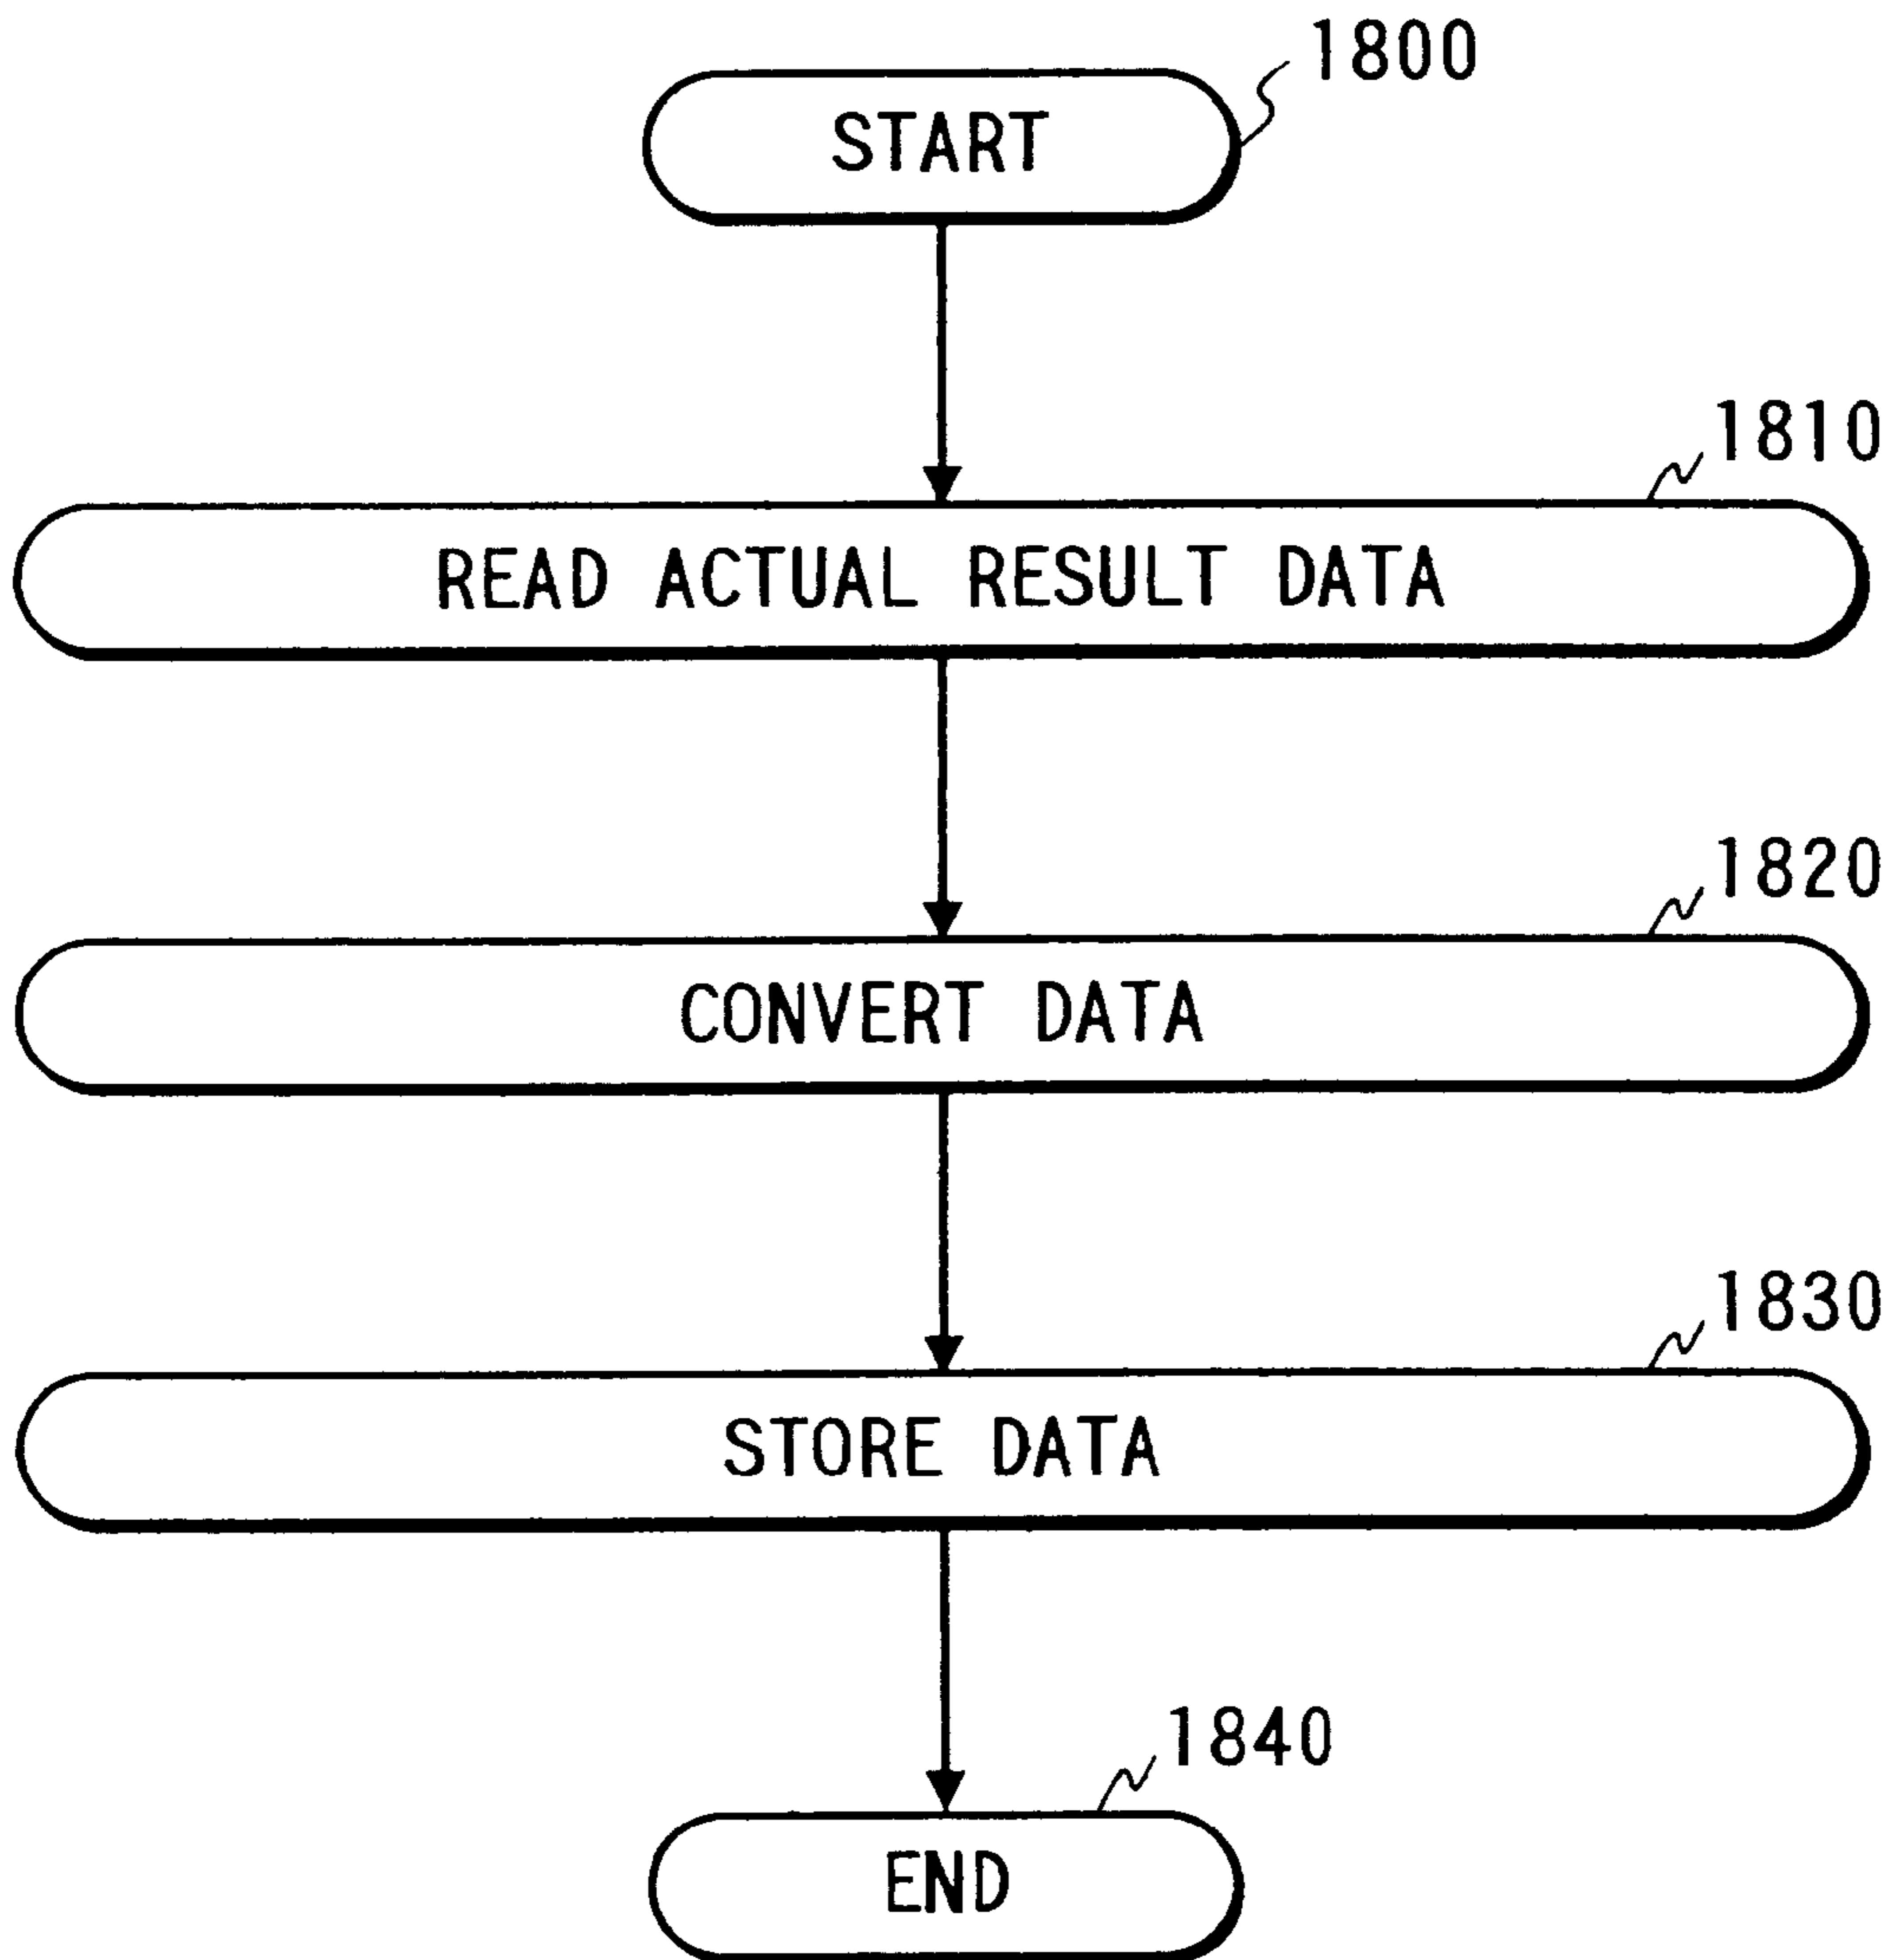 1800
START
1810
READ ACTUAL RESULT DATA
1820
CONVERT DATA
1830
STORE DATA
1840
END